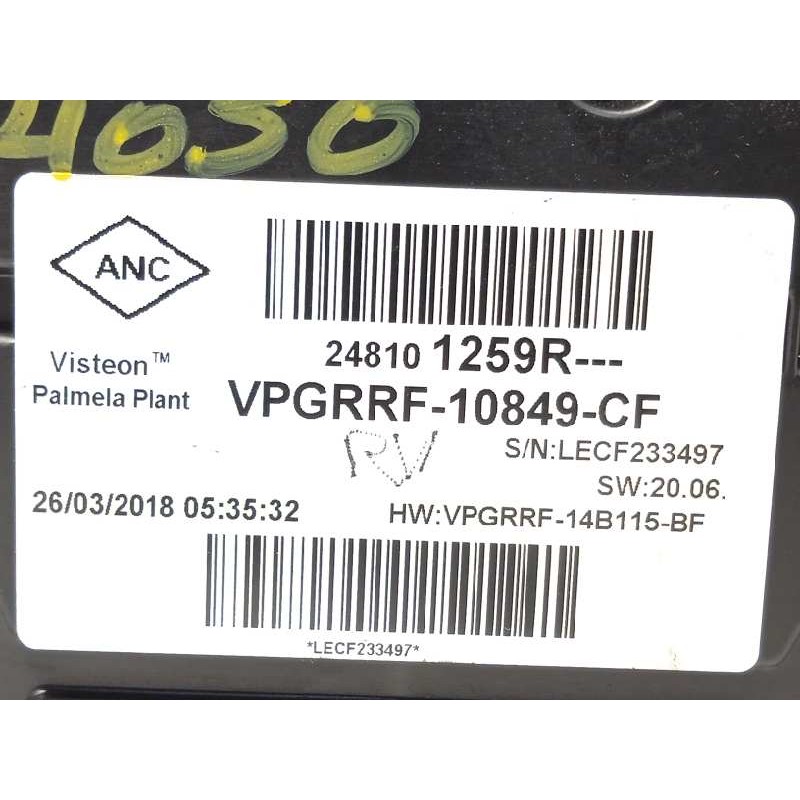 4050
ANC
24810 1259R---
Visteon™
Palmela Plant
VPGRRF-10849-CF
RV
S/N:LECF233497
SW:20.06.
26/03/2018 05:35:32
HW:VPGRRF-14B115-BF
*LECF233497*